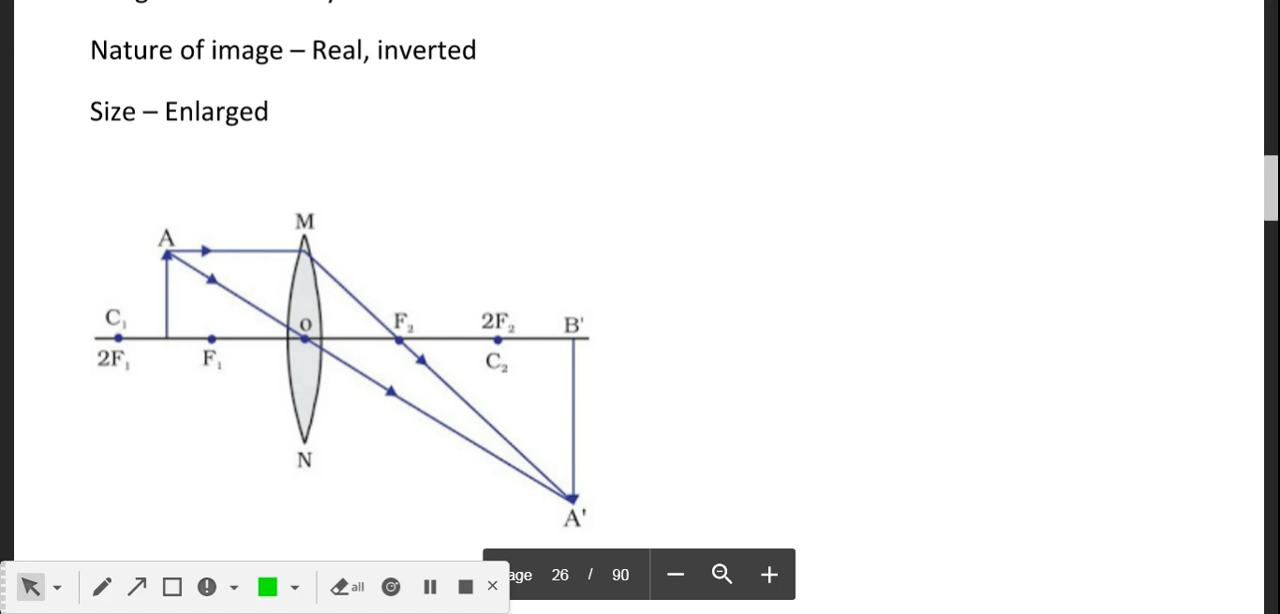 Nature of image – Real, inverted
Size – Enlarged
M
A
C₁ O F₂ 2F₂ B'
2F₁ F₁ C₂
N
A'
age 26 / 90
all